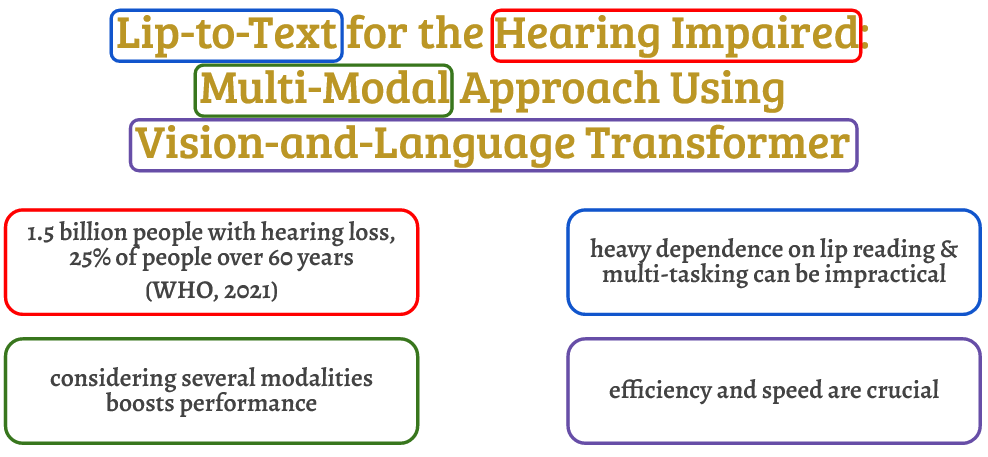 Lip-to-Text for the Hearing Impaired:
Multi-Modal Approach Using
Vision-and-Language Transformer
1.5 billion people with hearing loss,
25% of people over 60 years
(WHO, 2021)
heavy dependence on lip reading &
multi-tasking can be impractical
considering several modalities
boosts performance
efficiency and speed are crucial